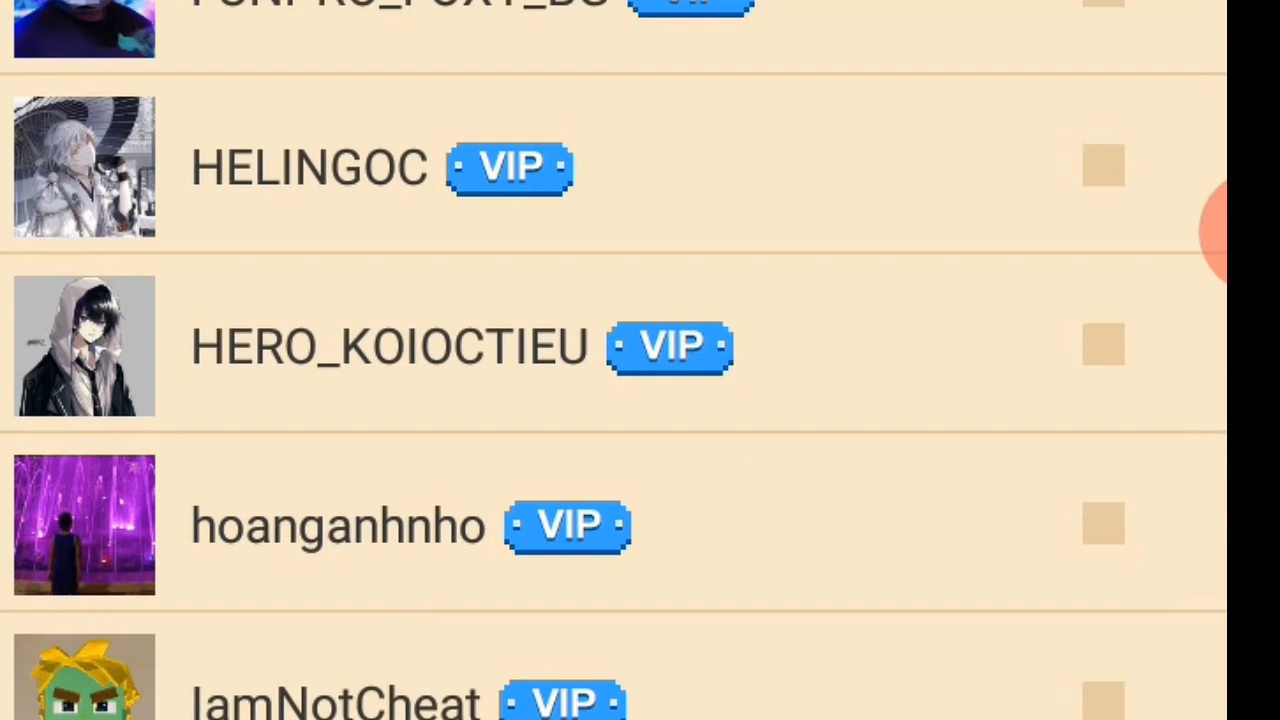 HELINGOC VIP
HERO_KOIOCTIEU VIP
hoanganhnho VIP
IamNotCheat VIP